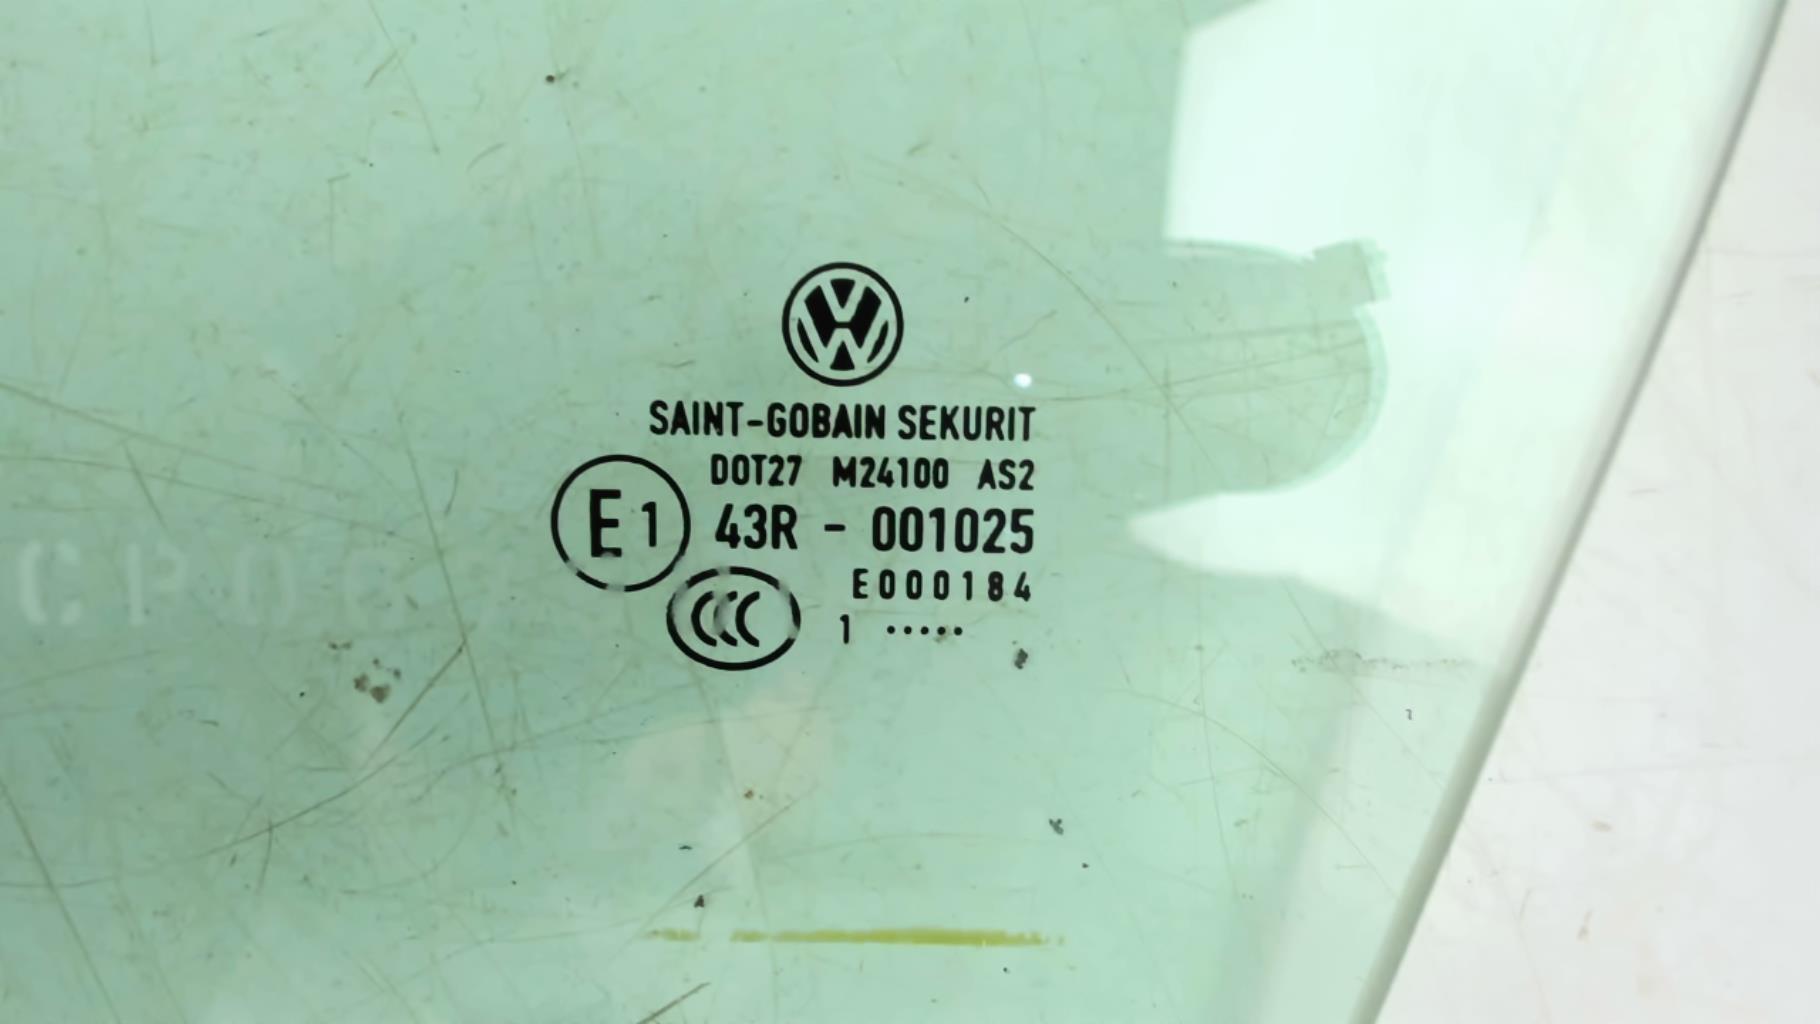 SAINT-GOBAIN SEKURIT
DOT27 M24100 AS2
E1 43R - 001025
E000184
CCC 1 .....